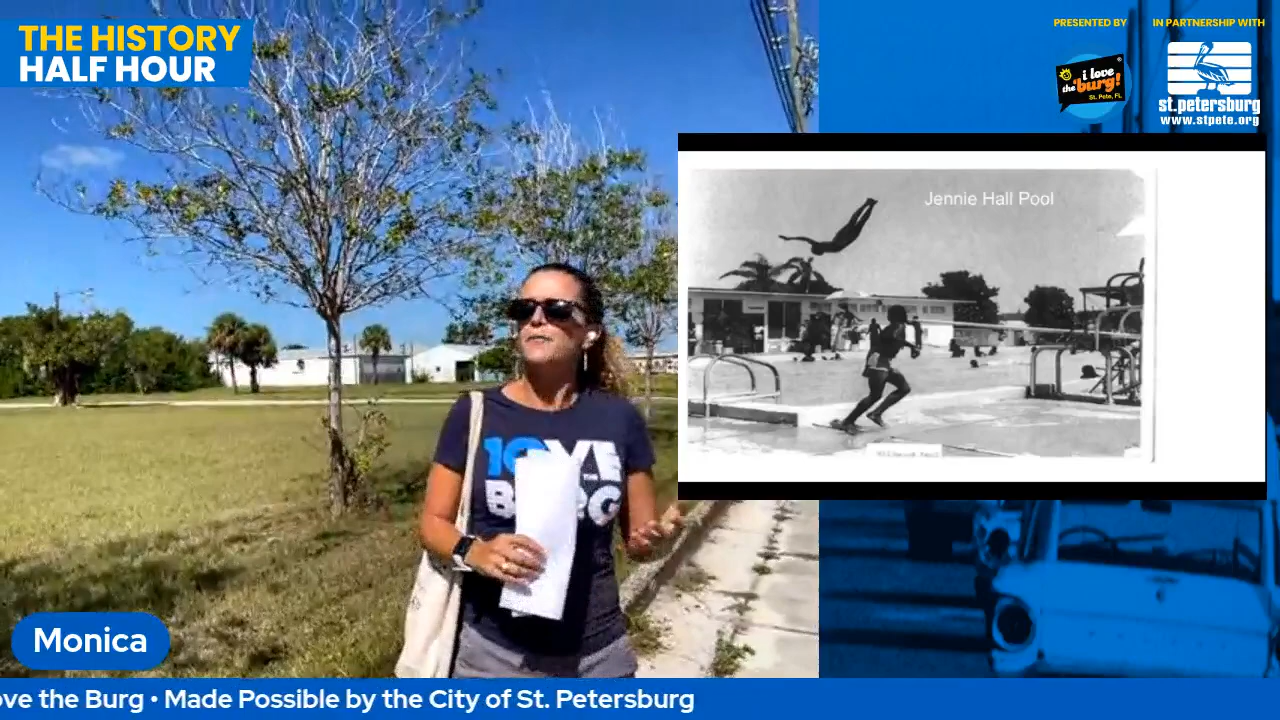 THE HISTORY
HALF HOUR
PRESENTED BY
IN PARTNERSHIP WITH
i love
the burg!
St. Pete, FL
st.petersburg
www.stpete.org
Jennie Hall Pool
Monica
ove the Burg • Made Possible by the City of St. Petersburg